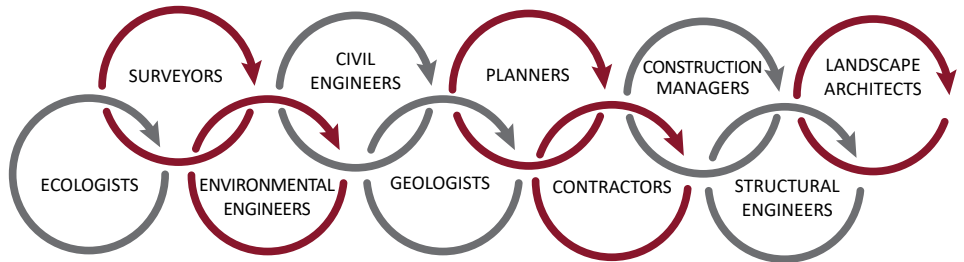 SURVEYORS
CIVIL
ENGINEERS
PLANNERS
CONSTRUCTION
MANAGERS
LANDSCAPE
ARCHITECTS
ECOLOGISTS
ENVIRONMENTAL
ENGINEERS
GEOLOGISTS
CONTRACTORS
STRUCTURAL
ENGINEERS